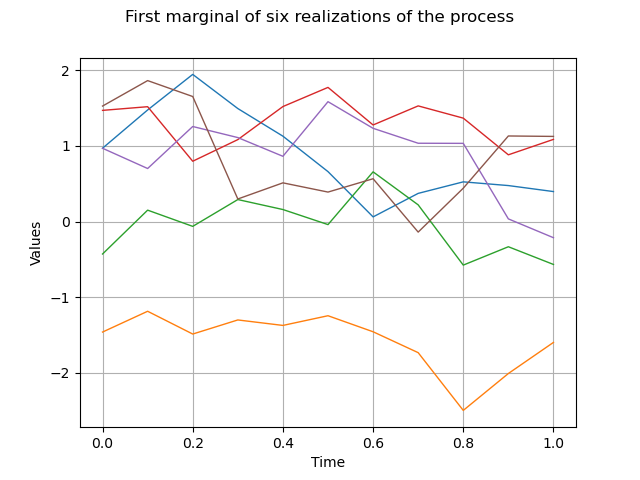 First marginal of six realizations of the process
2
1
0
−1
−2
Values
0.0 0.2 0.4 0.6 0.8 1.0
Time